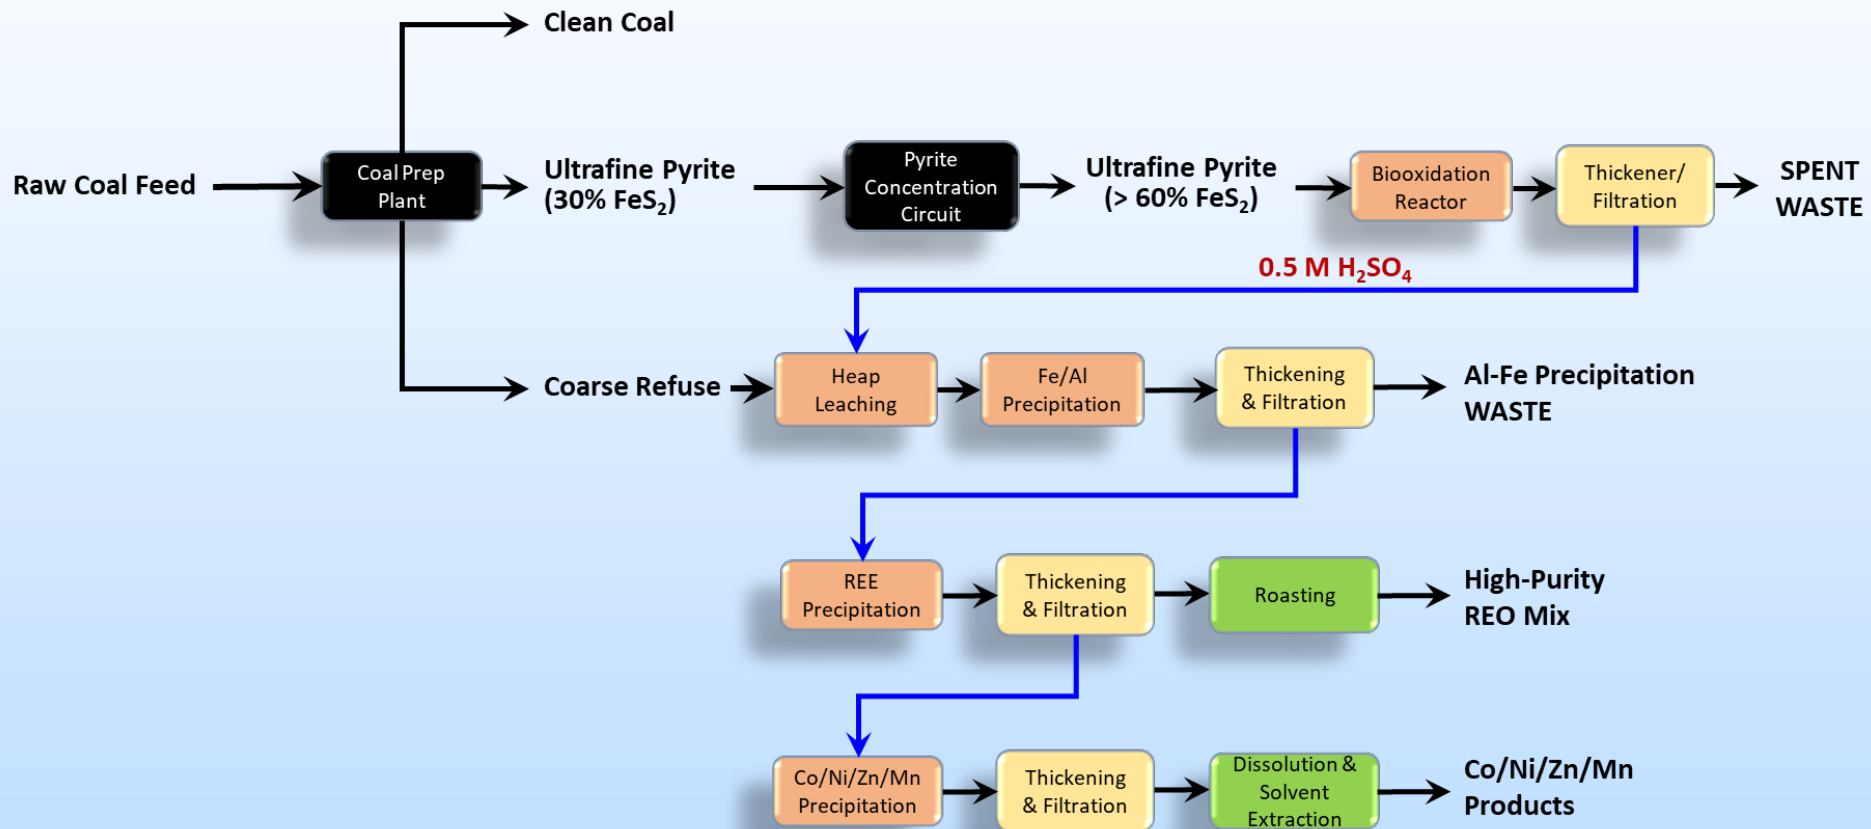 Clean Coal
Raw Coal Feed
Coal Prep
Plant
Ultrafine Pyrite
(30% FeS₂)
Pyrite
Concentration
Circuit
Ultrafine Pyrite
(> 60% FeS₂)
Biooxidation
Reactor
Thickener/
Filtration
SPENT
WASTE
0.5 M H₂SO₄
Coarse Refuse
Heap
Leaching
Fe/Al
Precipitation
Thickening
& Filtration
Al-Fe Precipitation
WASTE
REE
Precipitation
Thickening
& Filtration
Roasting
High-Purity
REO Mix
Co/Ni/Zn/Mn
Precipitation
Thickening
& Filtration
Dissolution &
Solvent
Extraction
Co/Ni/Zn/Mn
Products